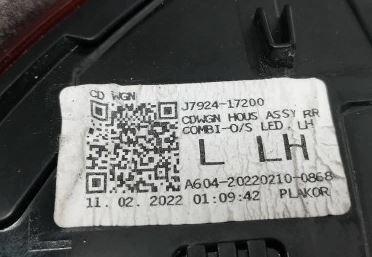 CD WGN
J7924-17200
CDWGN HOUS ASSY RR
COMBI-O/S LED, LH
L LH
A604-20220210-0868
11. 02. 2022 01:09:42 PLAKOR